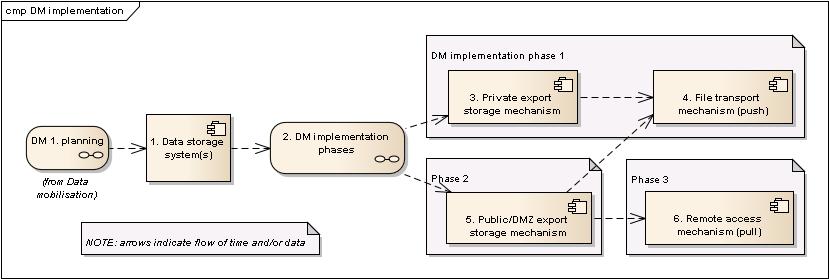 cmp DM implementation
DM implementation phase 1
3. Private export
storage mechanism
4. File transport
mechanism (push)
DM 1. planning
(from Data
mobilisation)
1. Data storage
system(s)
2. DM implementation
phases
Phase 2
5. Public/DMZ export
storage mechanism
Phase 3
6. Remote access
mechanism (pull)
NOTE: arrows indicate flow of time and/or data